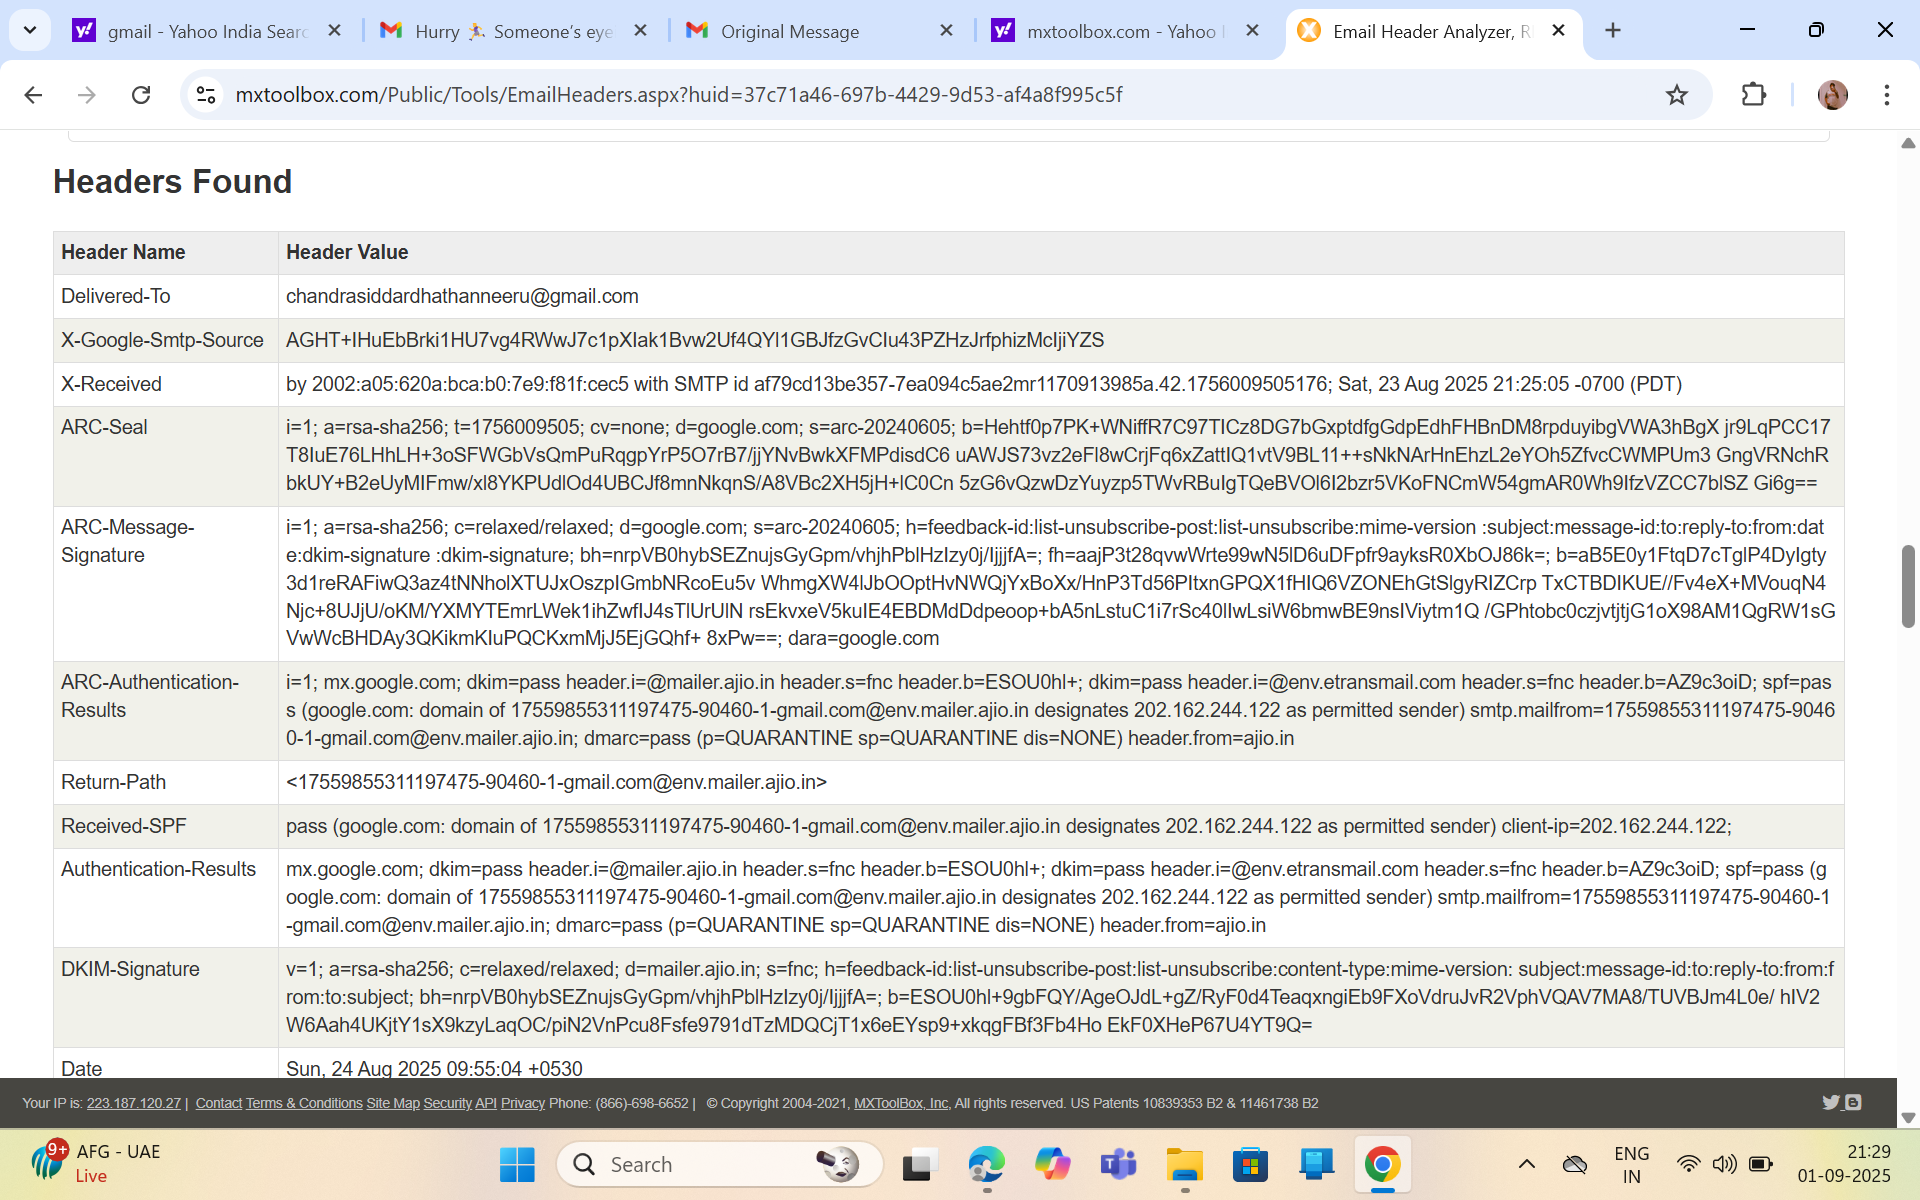 gmail - Yahoo India Searc
Hurry Someone's eye
Original Message
mxtoolbox.com - Yahoo I
Email Header Analyzer, R
mxtoolbox.com/Public/Tools/EmailHeaders.aspx?huid=37c71a46-697b-4429-9d53-af4a8f995c5f
Headers Found
Header Name Header Value
Delivered-To chandrasiddardhathanneeru@gmail.com
X-Google-Smtp-Source AGHT+IHuEbBrki1HU7vg4RWwJ7c1pXIak1Bvw2Uf4QYl1GBJfzGvCIu43PZHzJrfphizMcIjiYZS
X-Received by 2002:a05:620a:bca:b0:7e9:f81f:cec5 with SMTP id af79cd13be357-7ea094c5ae2mr1170913985a.42.1756009505176; Sat, 23 Aug 2025 21:25:05 -0700 (PDT)
ARC-Seal i=1; a=rsa-sha256; t=1756009505; cv=none; d=google.com; s=arc-20240605; b=Hehtf0p7PK+WNiffR7C97TICz8DG7bGxptdfgGdpEdhFHBnDM8rpduyibgVWA3hBgX jr9LqPCC17
T8IuE76LHhLH+3oSFWGbVsQmPuRqgpYrP5O7rB7/jjYNvBwkXFMPdisdC6 uAWJS73vz2eFl8wCrjFq6xZattIQ1vtV9BL11++sNkNArHnEhzL2eYOh5ZfvcCWMPUm3 GngVRNchR
bkUY+B2eUyMIFmw/xl8YKPUdlOd4UBCJf8mnNkqnS/A8VBc2XH5jH+lC0Cn 5zG6vQzwDzYuyzp5TWvRBuIgTQeBVOl6I2bzr5VKoFNCmW54gmAR0Wh9IfzVZCC7blSZ Gi6g==
ARC-Message-
Signature
i=1; a=rsa-sha256; c=relaxed/relaxed; d=google.com; s=arc-20240605; h=feedback-id:list-unsubscribe-post:list-unsubscribe:mime-version :subject:message-id:to:reply-to:from:dat
e:dkim-signature :dkim-signature; bh=nrpVB0hybSEZnujsGyGpm/vhjhPblHzIzy0j/IjjjfA=; fh=aajP3t28qvwWrte99wN5lD6uDFpfr9ayksR0XbOJ86k=; b=aB5E0y1FtqD7cTglP4DyIgty
3d1reRAFiwQ3az4tNNholXTUJxOszpIGmbNRcoEu5v WhmgXW4lJbOOptHvNWQjYxBoXx/HnP3Td56PItxnGPQX1fHIQ6VZONEhGtSlgyRIZCrp TxCTBDIKUE//Fv4eX+MVouqN4
Njc+8UJjU/oKM/YXMYTEmrLWek1ihZwfIJ4sTlUrUlN rsEkvxeV5kuIE4EBDMdDdpeoop+bA5nLstuC1i7rSc40lIwLsiW6bmwBE9nsIViytm1Q /GPhtobc0czjvtjtjG1oX98AM1QgRW1sG
VwWcBHDAy3QKikmKIuPQCKxmMjJ5EjGQhf+ 8xPw==; dara=google.com
ARC-Authentication-
Results
i=1; mx.google.com; dkim=pass header.i=@mailer.ajio.in header.s=fnc header.b=ESOU0hl+; dkim=pass header.i=@env.etransmail.com header.s=fnc header.b=AZ9c3oiD; spf=pas
s (google.com: domain of 17559855311197475-90460-1-gmail.com@env.mailer.ajio.in designates 202.162.244.122 as permitted sender) smtp.mailfrom=17559855311197475-9046
0-1-gmail.com@env.mailer.ajio.in; dmarc=pass (p=QUARANTINE sp=QUARANTINE dis=NONE) header.from=ajio.in
Return-Path <17559855311197475-90460-1-gmail.com@env.mailer.ajio.in>
Received-SPF pass (google.com: domain of 17559855311197475-90460-1-gmail.com@env.mailer.ajio.in designates 202.162.244.122 as permitted sender) client-ip=202.162.244.122;
Authentication-Results mx.google.com; dkim=pass header.i=@mailer.ajio.in header.s=fnc header.b=ESOU0hl+; dkim=pass header.i=@env.etransmail.com header.s=fnc header.b=AZ9c3oiD; spf=pass (g
oogle.com: domain of 17559855311197475-90460-1-gmail.com@env.mailer.ajio.in designates 202.162.244.122 as permitted sender) smtp.mailfrom=17559855311197475-90460-1
-gmail.com@env.mailer.ajio.in; dmarc=pass (p=QUARANTINE sp=QUARANTINE dis=NONE) header.from=ajio.in
DKIM-Signature v=1; a=rsa-sha256; c=relaxed/relaxed; d=mailer.ajio.in; s=fnc; h=feedback-id:list-unsubscribe-post:list-unsubscribe:content-type:mime-version: subject:message-id:to:reply-to:from:f
rom:to:subject; bh=nrpVB0hybSEZnujsGyGpm/vhjhPblHzIzy0j/IjjjfA=; b=ESOU0hl+9gbFQY/AgeOJdL+gZ/RyF0d4TeaqxngiEb9FXoVdruJvR2VphVQAV7MA8/TUVBJm4L0e/ hIV2
W6Aah4UKjtY1sX9kzyLaqOC/piN2VnPcu8Fsfe9791dTzMDQCjT1x6eEYsp9+xkqgFBf3Fb4Ho EkF0XHeP67U4YT9Q=
Date Sun, 24 Aug 2025 09:55:04 +0530
Your IP is: 223.187.120.27 | Contact Terms & Conditions Site Map Security API Privacy Phone: (866)-698-6652 | © Copyright 2004-2021, MXToolBox, Inc, All rights reserved. US Patents 10839353 B2 & 11461738 B2
9+
AFG - UAE
Live
Search
ENG
IN
21:29
01-09-2025